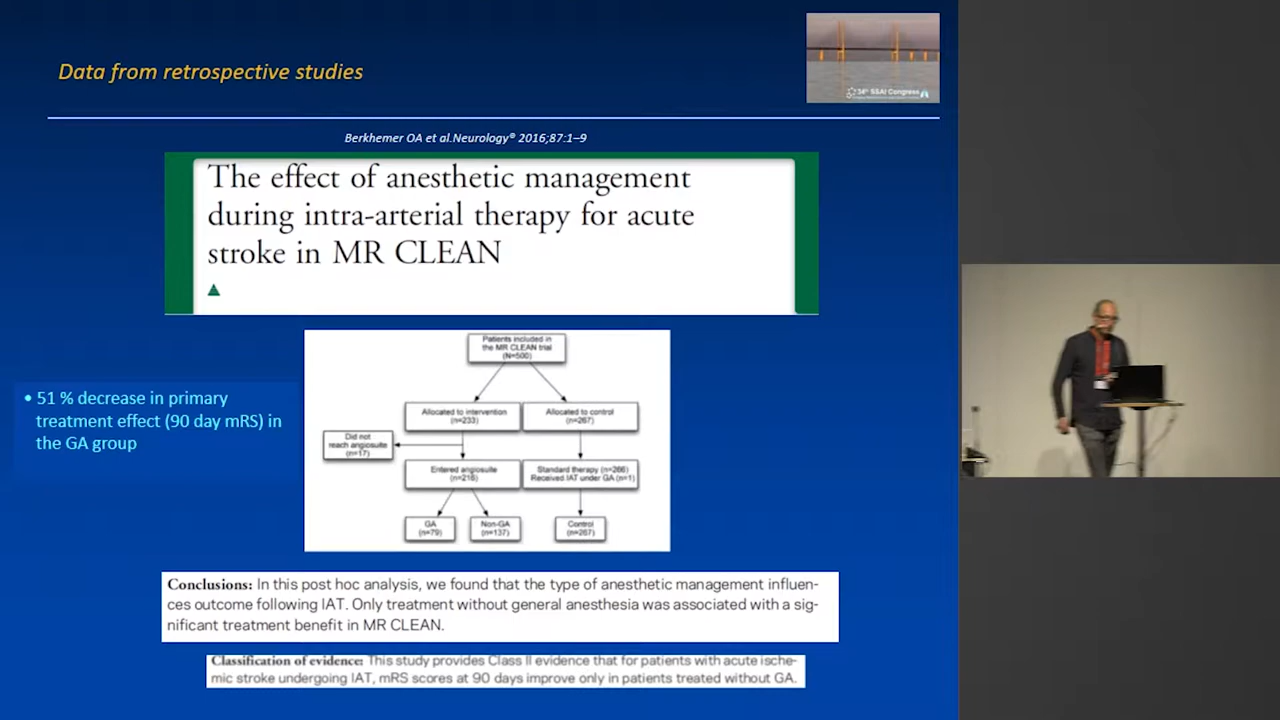 Data from retrospective studies
34th SSAI Congress
Berkhemer OA et al.Neurology® 2016;87:1–9
The effect of anesthetic management
during intra-arterial therapy for acute
stroke in MR CLEAN
• 51 % decrease in primary
treatment effect (90 day mRS) in
the GA group
Patients included in
the MR CLEAN trial
(N=500)
Allocated to intervention
(n=233)
Allocated to control
(n=267)
Did not
reach angiosuite
(n=17)
Entered angiosuite
(n=216)
Standard therapy (n=266)
Received IAT under GA (n=1)
GA
(n=79)
Non-GA
(n=137)
Control
(n=267)
Conclusions: In this post hoc analysis, we found that the type of anesthetic management influen-
ces outcome following IAT. Only treatment without general anesthesia was associated with a sig-
nificant treatment benefit in MR CLEAN.
Classification of evidence: This study provides Class II evidence that for patients with acute ische-
mic stroke undergoing IAT, mRS scores at 90 days improve only in patients treated without GA.